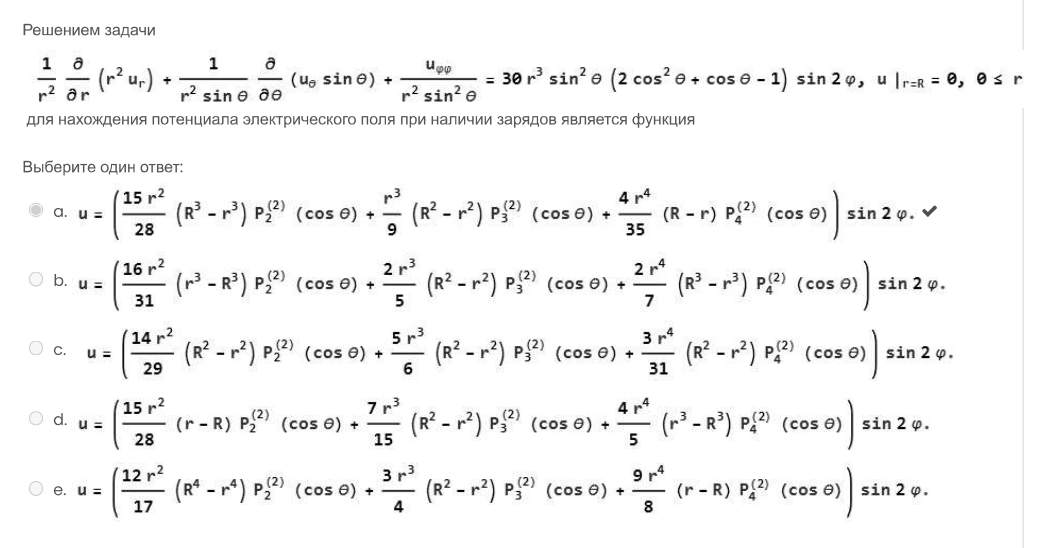 Решением задачи
1/r² ∂/∂r (r² uᵣ) + 1/(r² sin θ) ∂/∂θ (u_θ sin θ) + u_φφ/(r² sin² θ) = 30 r³ sin² θ (2 cos² θ + cos θ - 1) sin 2 φ, u |_{r=R} = 0, 0 ≤ r
для нахождения потенциала электрического поля при наличии зарядов является функция
Выберите один ответ:
a. u = (15 r²/28 (R³ - r³) P₂⁽²⁾ (cos θ) + r³/9 (R² - r²) P₃⁽²⁾ (cos θ) + 4 r⁴/35 (R - r) P₄⁽²⁾ (cos θ)) sin 2 φ. ✔
b. u = (16 r²/31 (r³ - R³) P₂⁽²⁾ (cos θ) + 2 r³/5 (R² - r²) P₃⁽²⁾ (cos θ) + 2 r⁴/7 (R³ - r³) P₄⁽²⁾ (cos θ)) sin 2 φ.
c. u = (14 r²/29 (R² - r²) P₂⁽²⁾ (cos θ) + 5 r³/6 (R² - r²) P₃⁽²⁾ (cos θ) + 3 r⁴/31 (R² - r²) P₄⁽²⁾ (cos θ)) sin 2 φ.
d. u = (15 r²/28 (r - R) P₂⁽²⁾ (cos θ) + 7 r³/15 (R² - r²) P₃⁽²⁾ (cos θ) + 4 r⁴/5 (r³ - R³) P₄⁽²⁾ (cos θ)) sin 2 φ.
e. u = (12 r²/17 (R⁴ - r⁴) P₂⁽²⁾ (cos θ) + 3 r³/4 (R² - r²) P₃⁽²⁾ (cos θ) + 9 r⁴/8 (r - R) P₄⁽²⁾ (cos θ)) sin 2 φ.